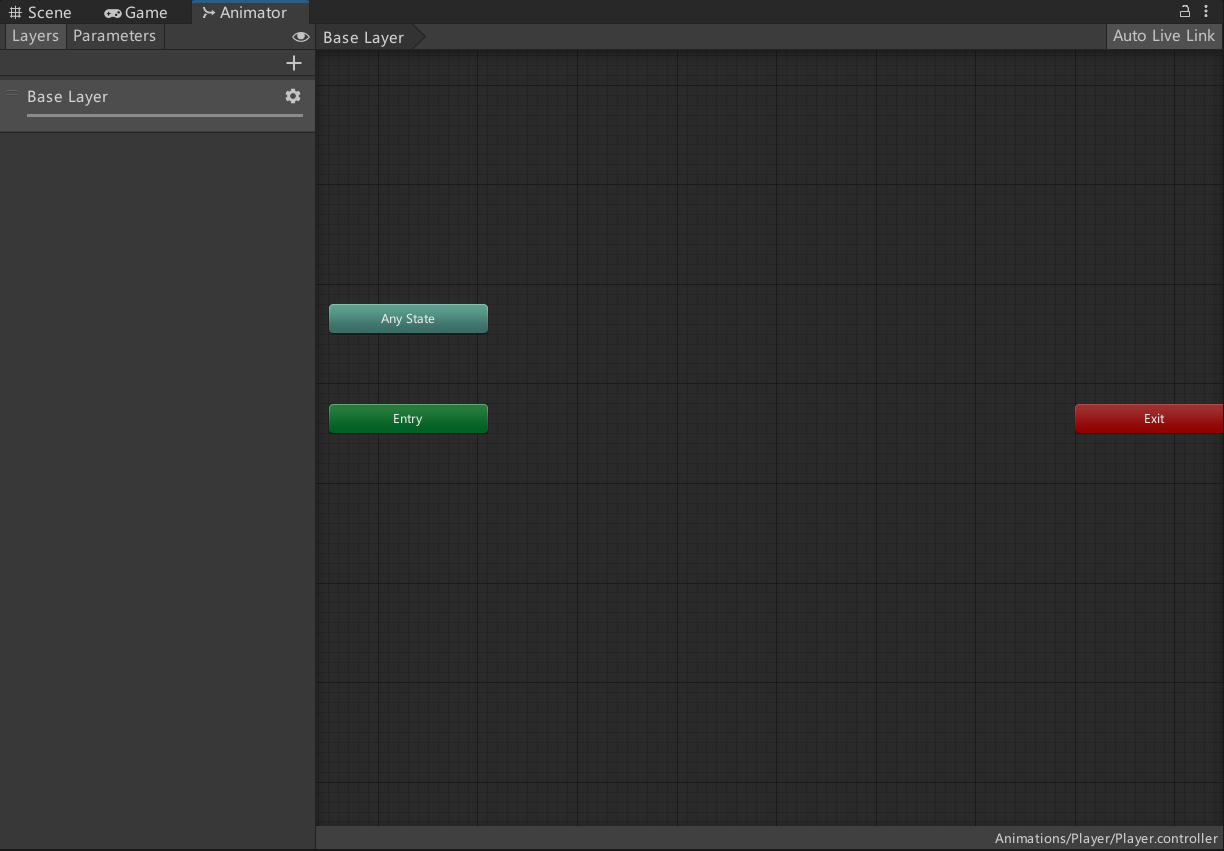 Scene Game Animator
Layers Parameters Base Layer Auto Live Link
Base Layer
Any State
Entry Exit
Animations/Player/Player.controller